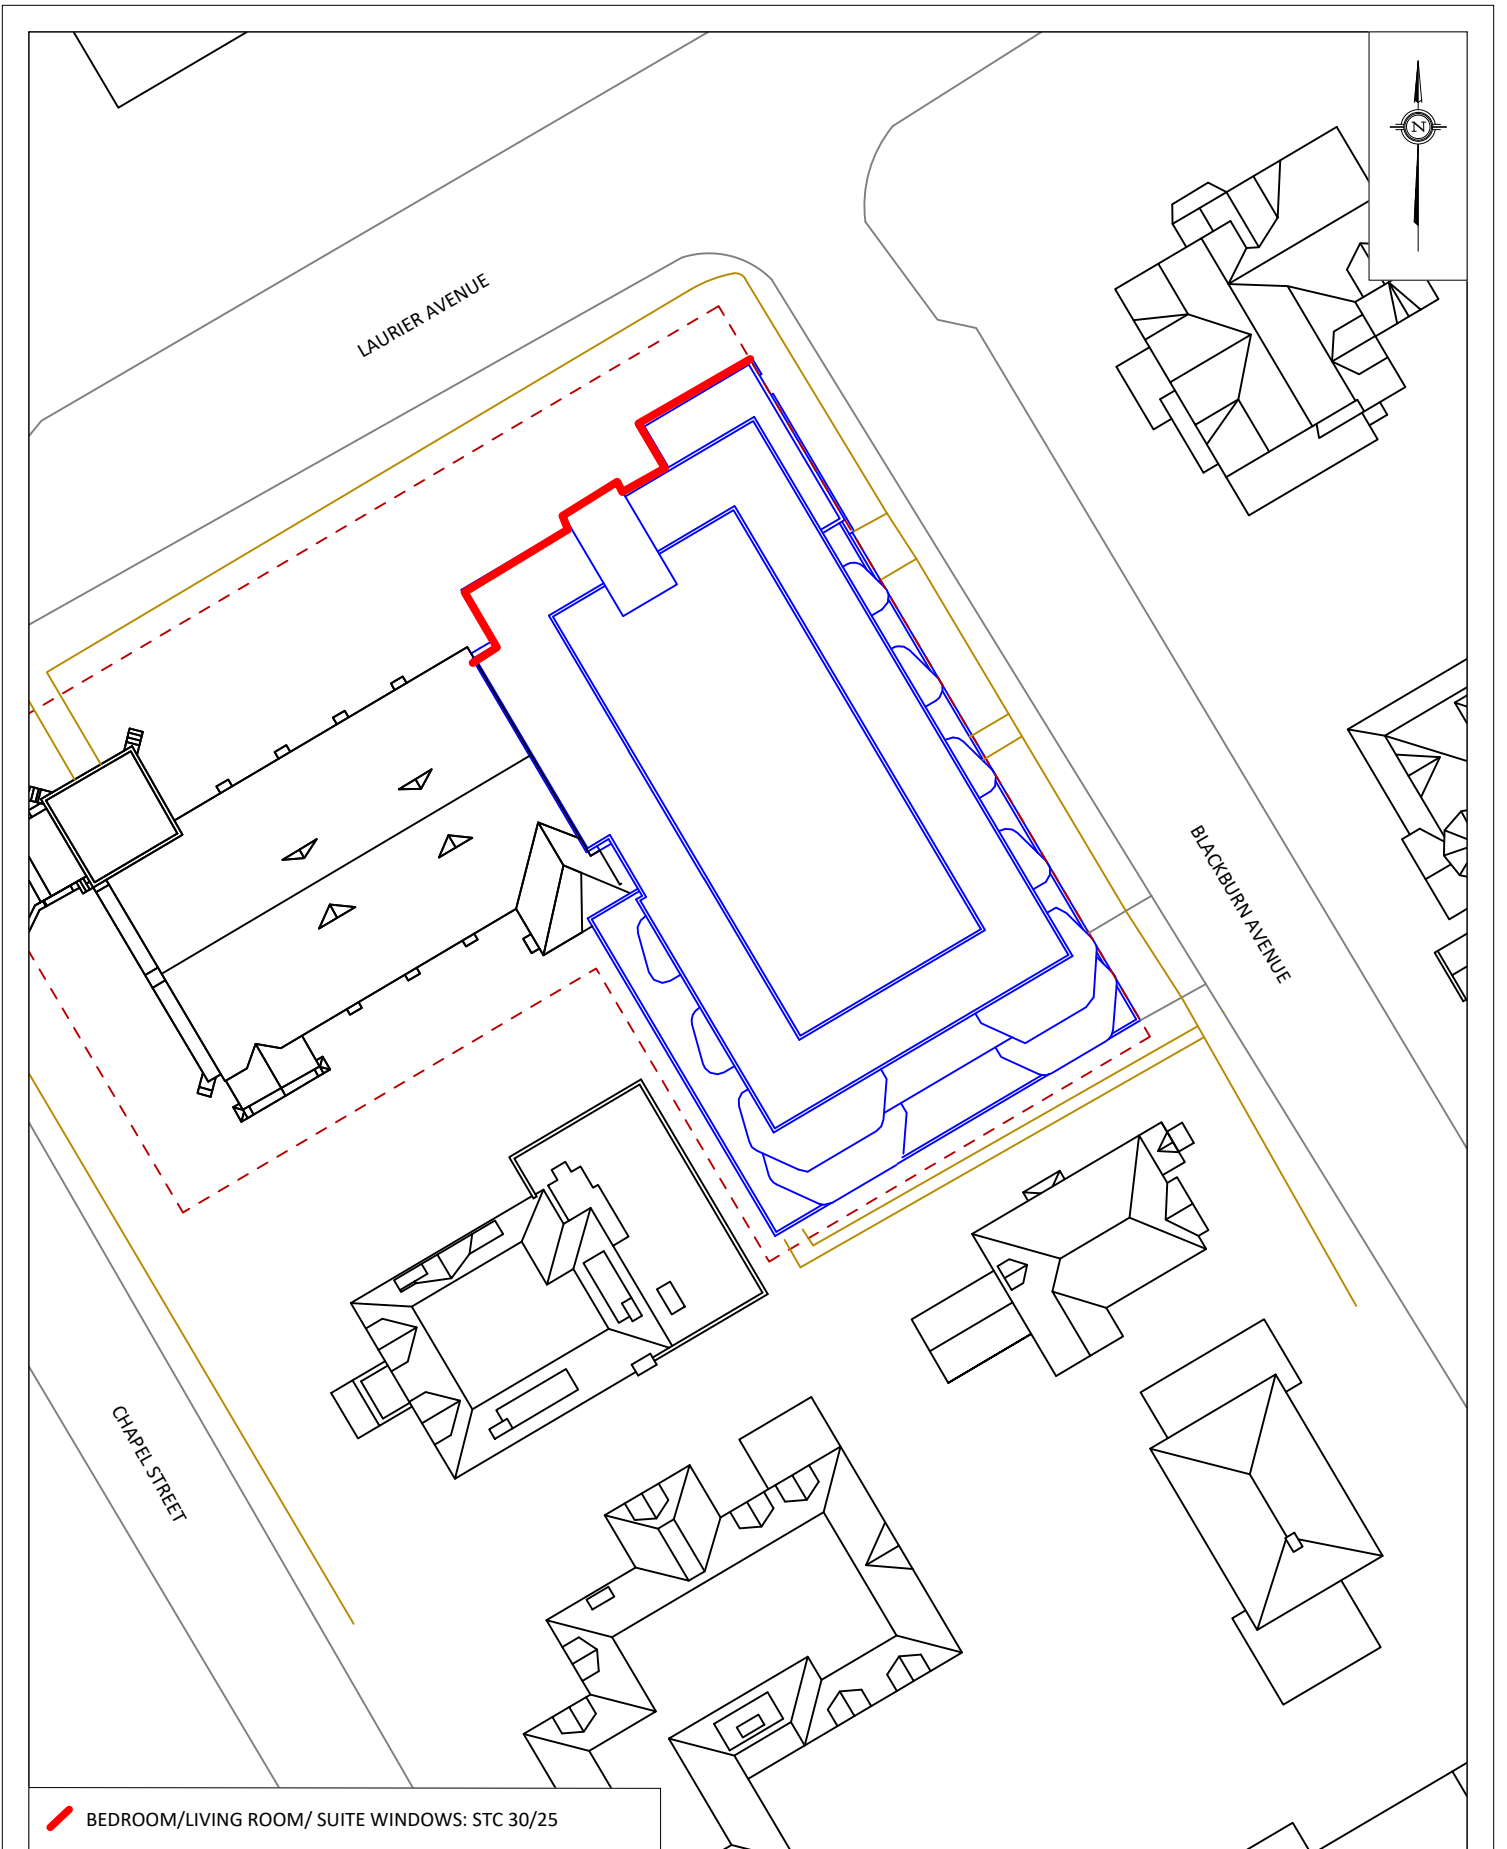 N
LAURIER AVENUE
BLACKBURN AVENUE
CHAPEL STREET
BEDROOM/LIVING ROOM/ SUITE WINDOWS: STC 30/25